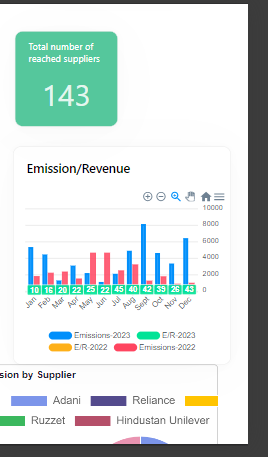 Total number of
reached suppliers
143
Emission/Revenue
10000
8000
6000
4000
2000
0
10 16 20 22 25 22 45 40 42 39 26 43
Jan Feb Mar Apr May Jun Jul Aug Sept Oct Nov Dec
Emissions-2023 E/R-2023
E/R-2022 Emissions-2022
sion by Supplier
Adani Reliance
Ruzzet Hindustan Unilever